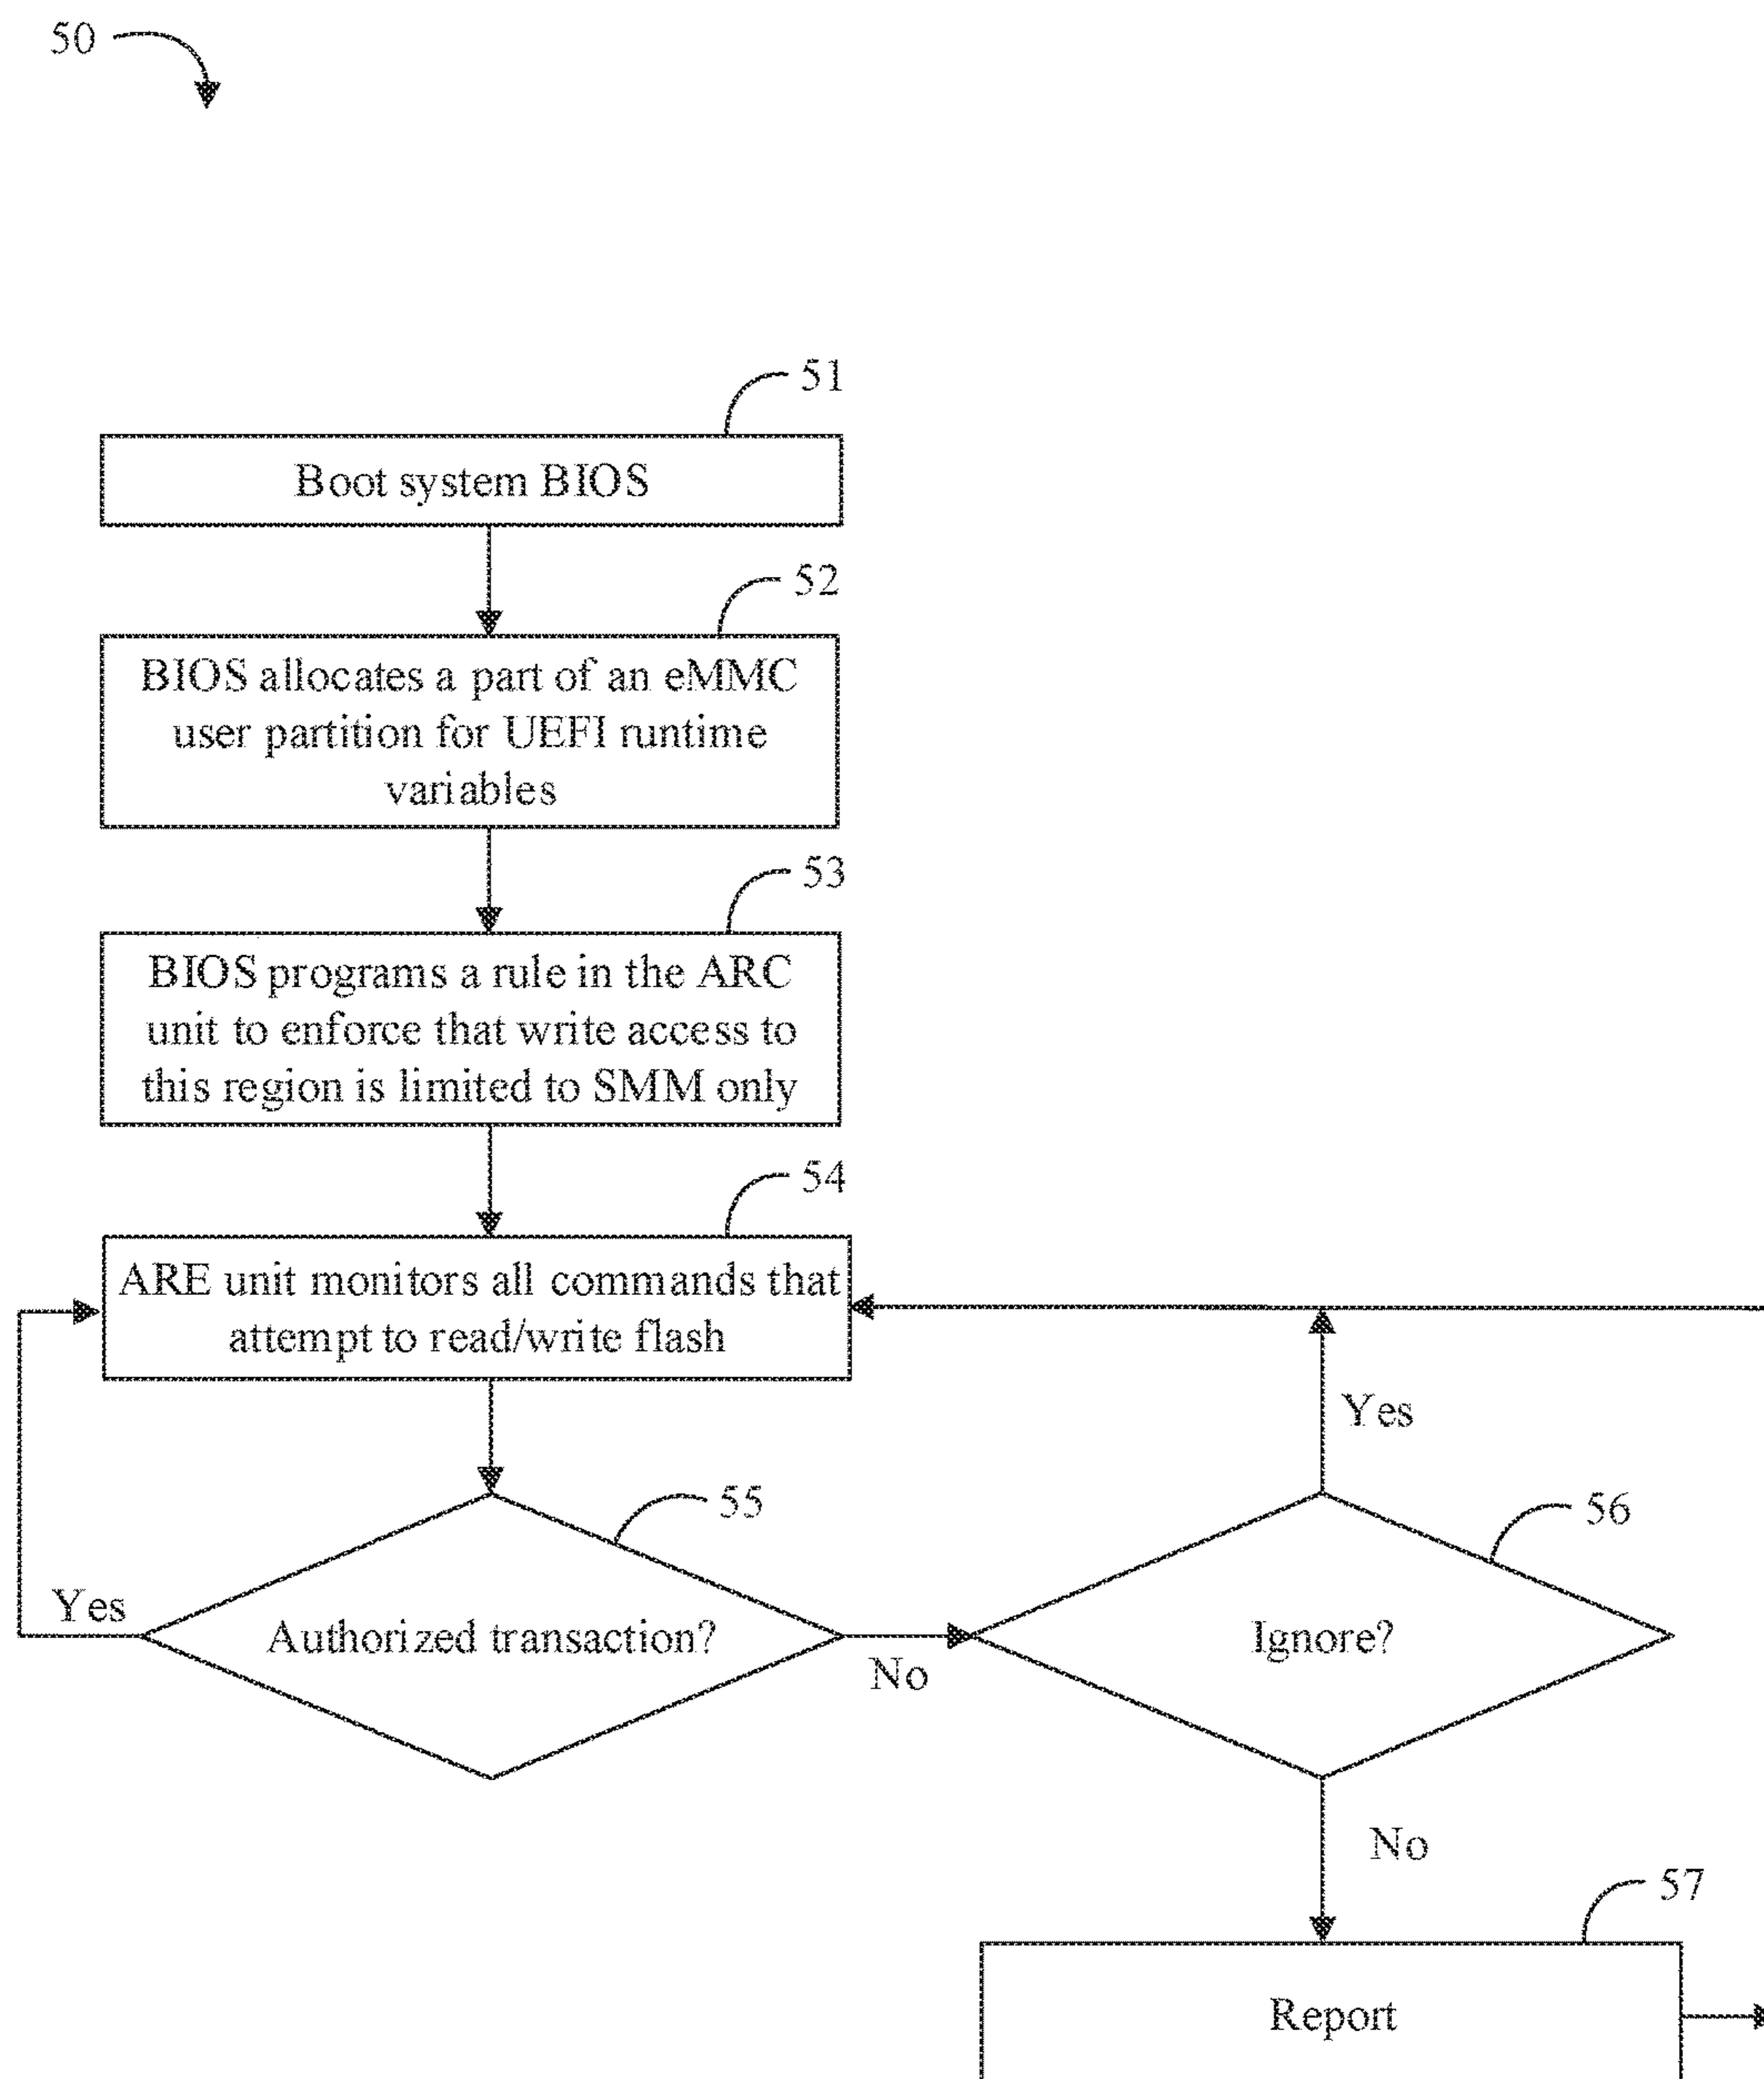 50
51
Boot system BIOS
52
BIOS allocates a part of an eMMC
user partition for UEFI runtime
variables
53
BIOS programs a rule in the ARC
unit to enforce that write access to
this region is limited to SMM only
54
ARE unit monitors all commands that
attempt to read/write flash
Yes
55
56
Yes
Authorized transaction?
Ignore?
No
No
57
Report